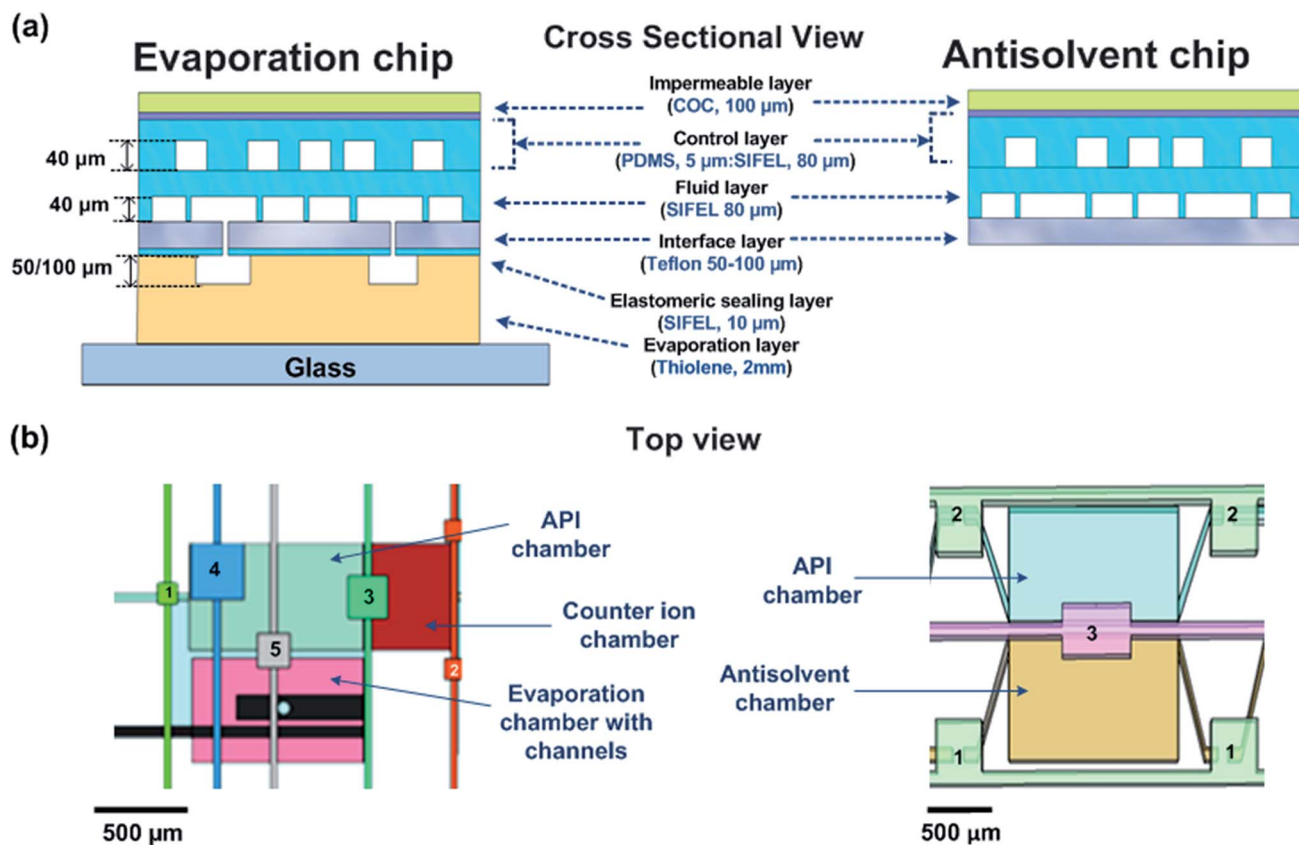 (a)
Evaporation chip
Cross Sectional View
Antisolvent chip
Impermeable layer
(COC, 100 µm)
Control layer
(PDMS, 5 µm:SIFEL, 80 µm)
Fluid layer
(SIFEL 80 µm)
Interface layer
(Teflon 50-100 µm)
Elastomeric sealing layer
(SIFEL, 10 µm)
Evaporation layer
(Thiolene, 2mm)
40 µm
40 µm
50/100 µm
Glass
(b)
Top view
1
4
5
3
2
API
chamber
Counter ion
chamber
Evaporation
chamber with
channels
500 µm
API
chamber
Antisolvent
chamber
2
2
3
1
1
500 µm